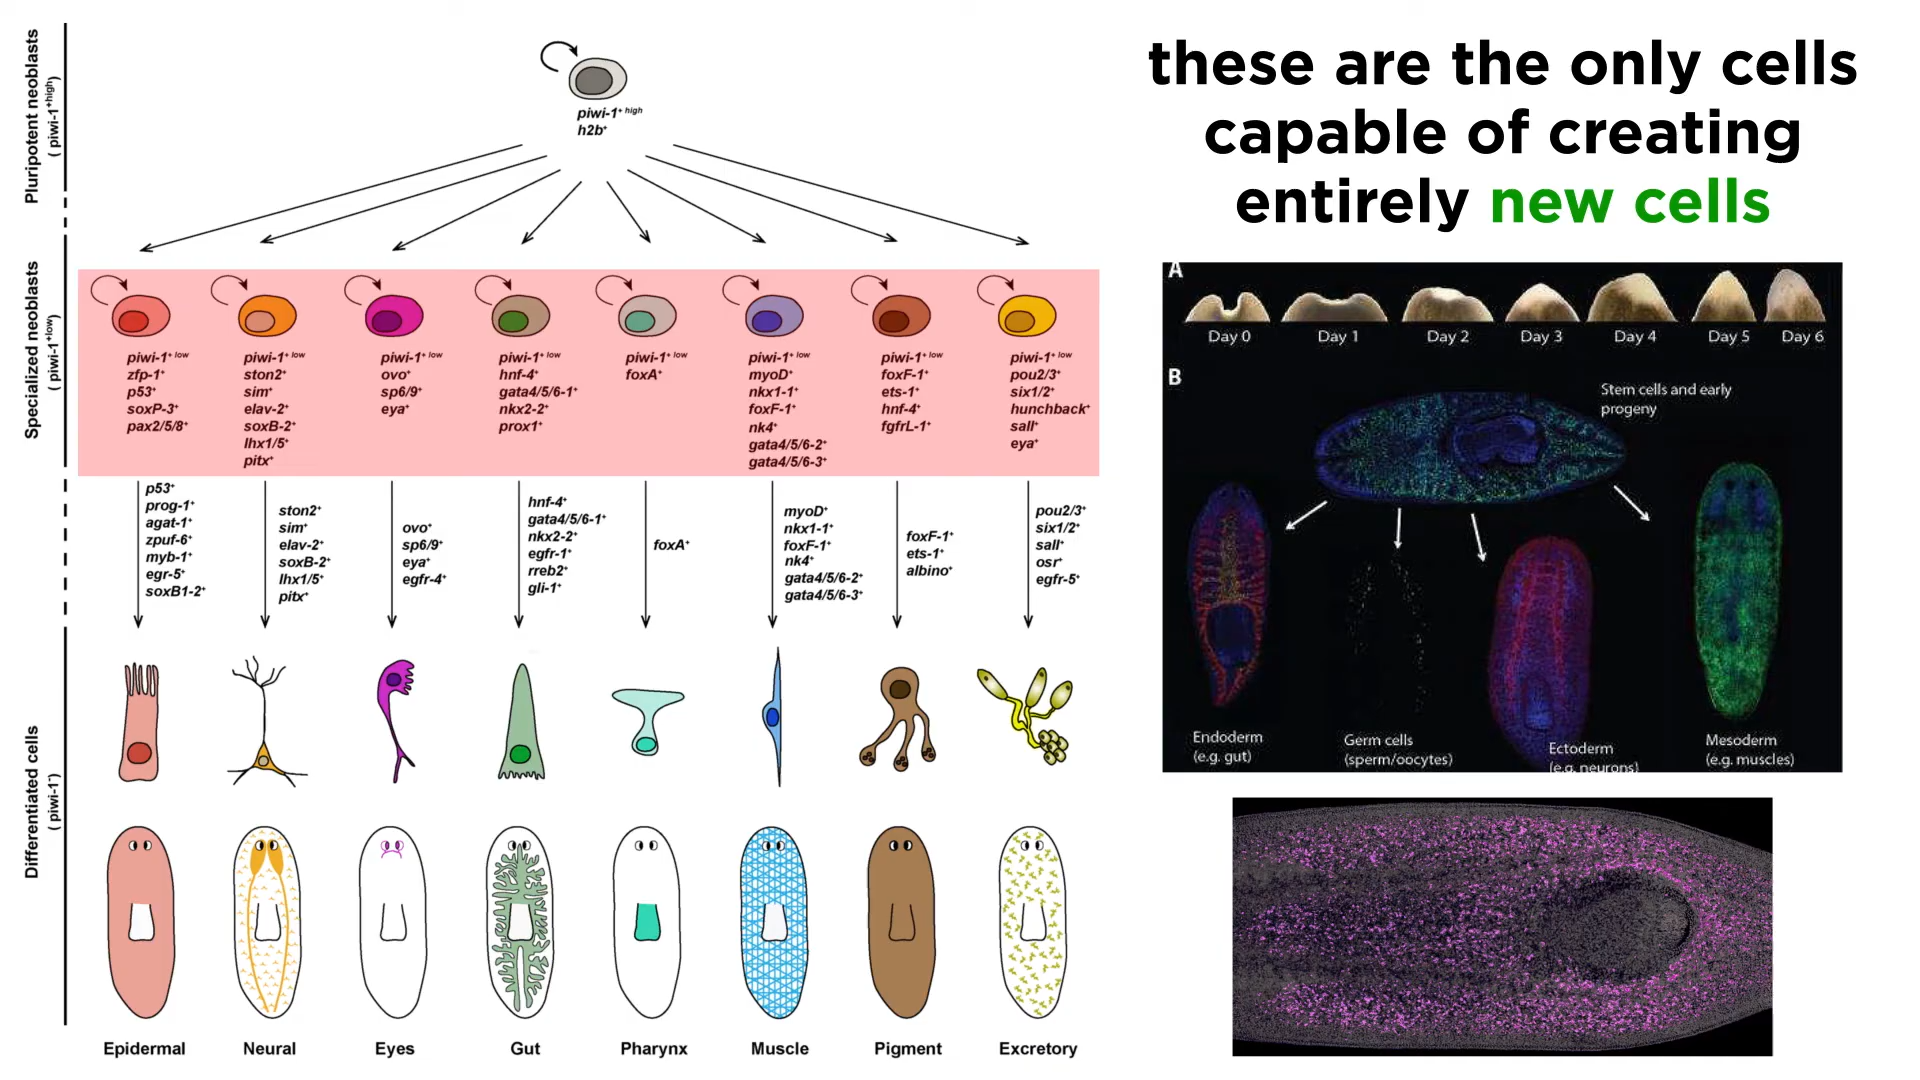 these are the only cells
capable of creating
entirely new cells
Pluripotent neoblasts
( piwi-1⁺high)
piwi-1⁺ high
h2b⁺
Specialized neoblasts
( piwi-1⁺low)
piwi-1⁺ low
zfp-1⁺
p53⁺
soxP-3⁺
pax2/5/8⁺
piwi-1⁺ low
ston2⁺
sim⁺
elav-2⁺
soxB-2⁺
lhx1/5⁺
pitx⁺
piwi-1⁺ low
ovo⁺
sp6/9⁺
eya⁺
piwi-1⁺ low
hnf-4⁺
gata4/5/6-1⁺
nkx2-2⁺
prox1⁺
piwi-1⁺ low
foxA⁺
piwi-1⁺ low
myoD⁺
nkx1-1⁺
foxF-1⁺
nk4⁺
gata4/5/6-2⁺
gata4/5/6-3⁺
piwi-1⁺ low
foxF-1⁺
ets-1⁺
hnf-4⁺
fgfrL-1⁺
piwi-1⁺ low
pou2/3⁺
six1/2⁺
hunchback⁺
sall⁺
eya⁺
p53⁺
prog-1⁺
agat-1⁺
zpuf-6⁺
myb-1⁺
egr-5⁺
soxB1-2⁺
ston2⁺
sim⁺
elav-2⁺
soxB-2⁺
lhx1/5⁺
pitx⁺
ovo⁺
sp6/9⁺
eya⁺
egfr-4⁺
hnf-4⁺
gata4/5/6-1⁺
nkx2-2⁺
egfr-1⁺
rreb2⁺
gli-1⁺
foxA⁺
myoD⁺
nkx1-1⁺
foxF-1⁺
nk4⁺
gata4/5/6-2⁺
gata4/5/6-3⁺
foxF-1⁺
ets-1⁺
albino⁺
pou2/3⁺
six1/2⁺
sall⁺
osr⁺
egfr-5⁺
Differentiated cells
( piwi-1⁻)
Epidermal
Neural
Eyes
Gut
Pharynx
Muscle
Pigment
Excretory
A
Day 0
Day 1
Day 2
Day 3
Day 4
Day 5
Day 6
B
Stem cells and early
progeny
Endoderm
(e.g. gut)
Germ cells
(sperm/oocytes)
Ectoderm
(e.g. neurons)
Mesoderm
(e.g. muscles)